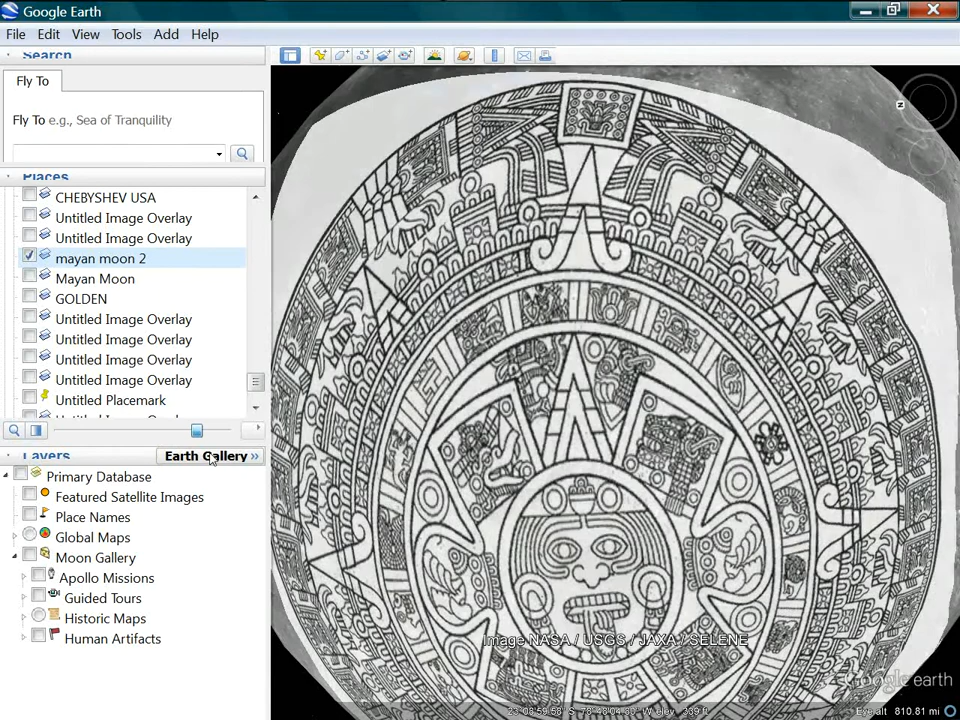 Google Earth
File Edit View Tools Add Help
Search
Fly To
Fly To e.g., Sea of Tranquility
Places
CHEBYSHEV USA
Untitled Image Overlay
Untitled Image Overlay
mayan moon 2
Mayan Moon
GOLDEN
Untitled Image Overlay
Untitled Image Overlay
Untitled Image Overlay
Untitled Image Overlay
Untitled Placemark
Untitled Image Overlay
Layers
Earth Gallery »
Primary Database
Featured Satellite Images
Place Names
Global Maps
Moon Gallery
Apollo Missions
Guided Tours
Historic Maps
Human Artifacts
N
Image NASA / USGS / JAXA / SELENE
Google earth
Eye alt 810.81 mi